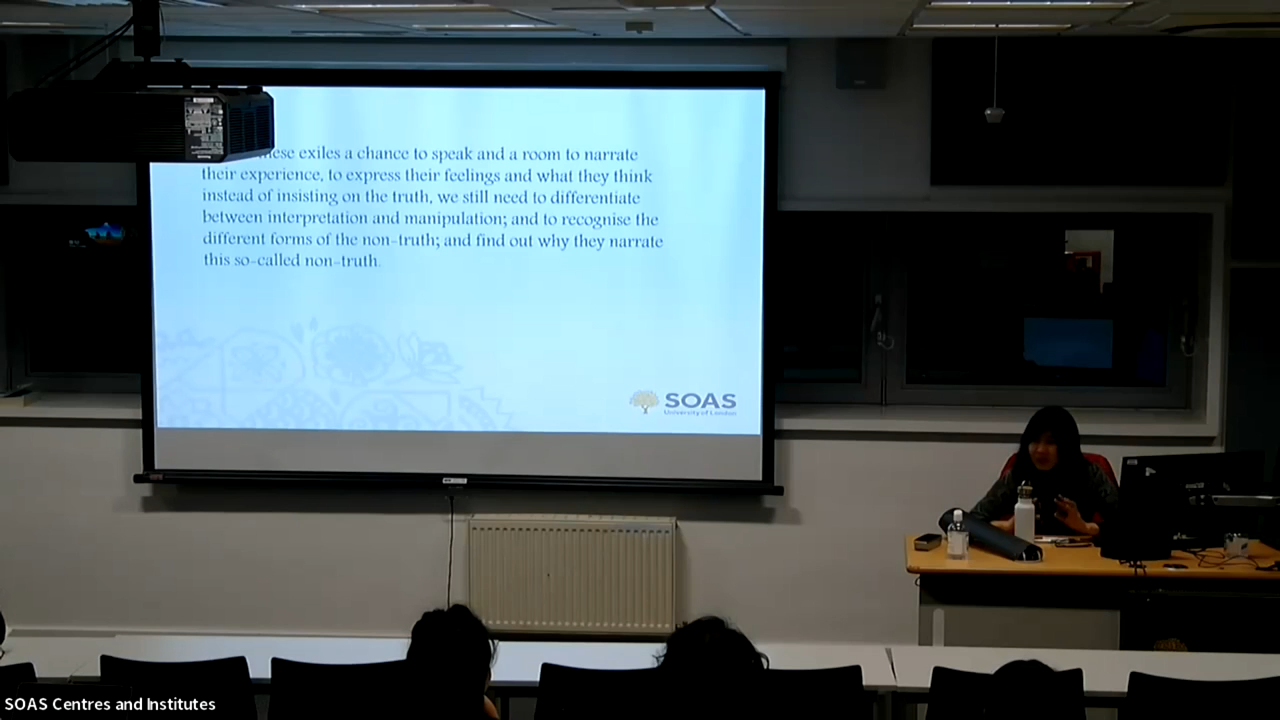 these exiles a chance to speak and a room to narrate
their experience, to express their feelings and what they think
instead of insisting on the truth, we still need to differentiate
between interpretation and manipulation; and to recognise the
different forms of the non-truth; and find out why they narrate
this so-called non-truth.
SOAS
University of London
SOAS Centres and Institutes